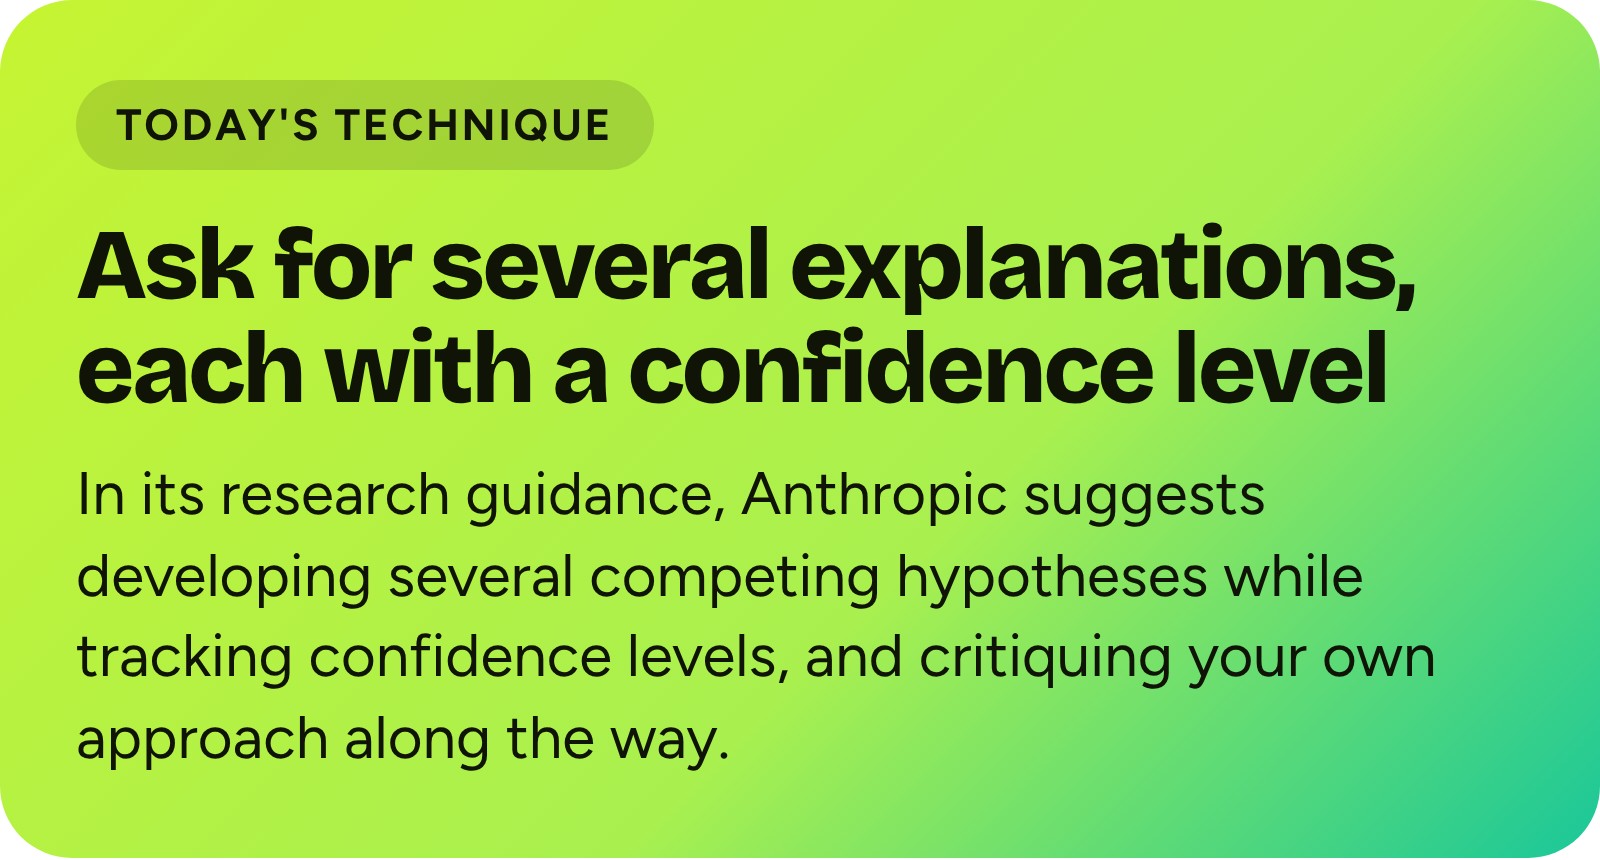 TODAY'S TECHNIQUE
Ask for several explanations,
each with a confidence level
In its research guidance, Anthropic suggests
developing several competing hypotheses while
tracking confidence levels, and critiquing your own
approach along the way.